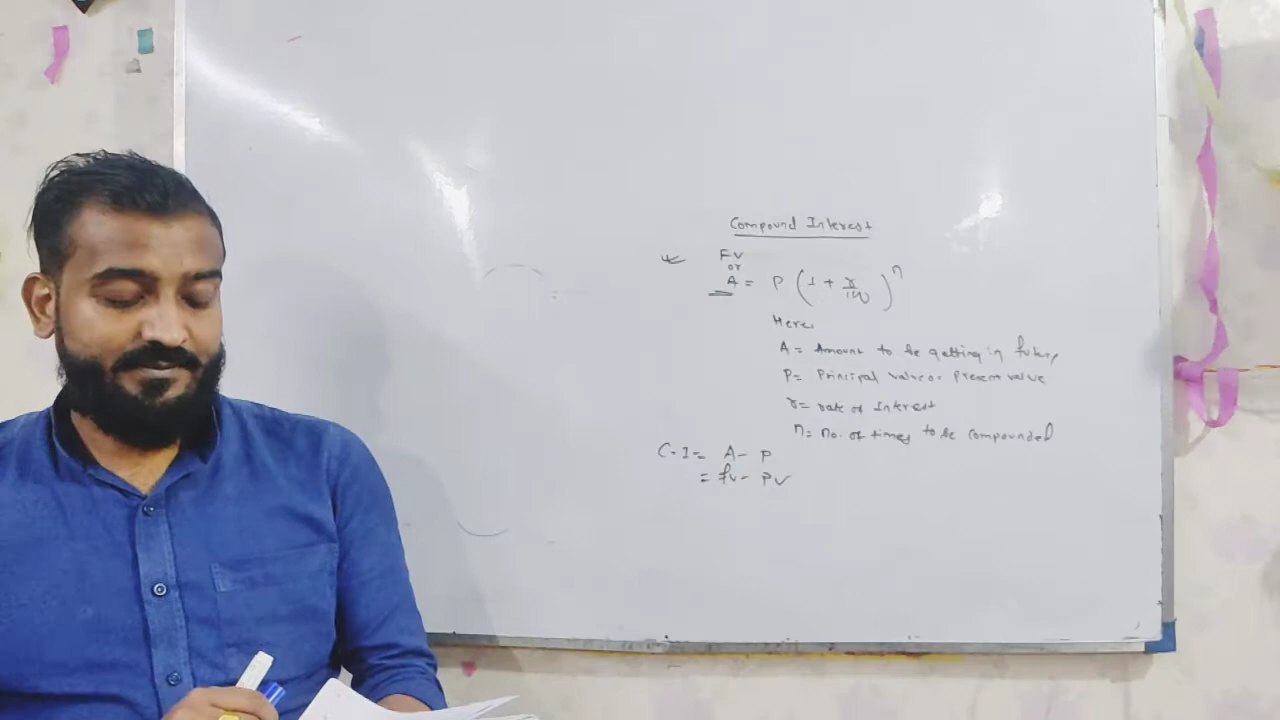 Compound Interest
FV
or
A = P (1 + r/100)^n
Here,
A = Amount to be getting in future
P = Principal value or Present value
r = rate of Interest
n = no. of times to be compounded
C.I = A - P
= fv - PV